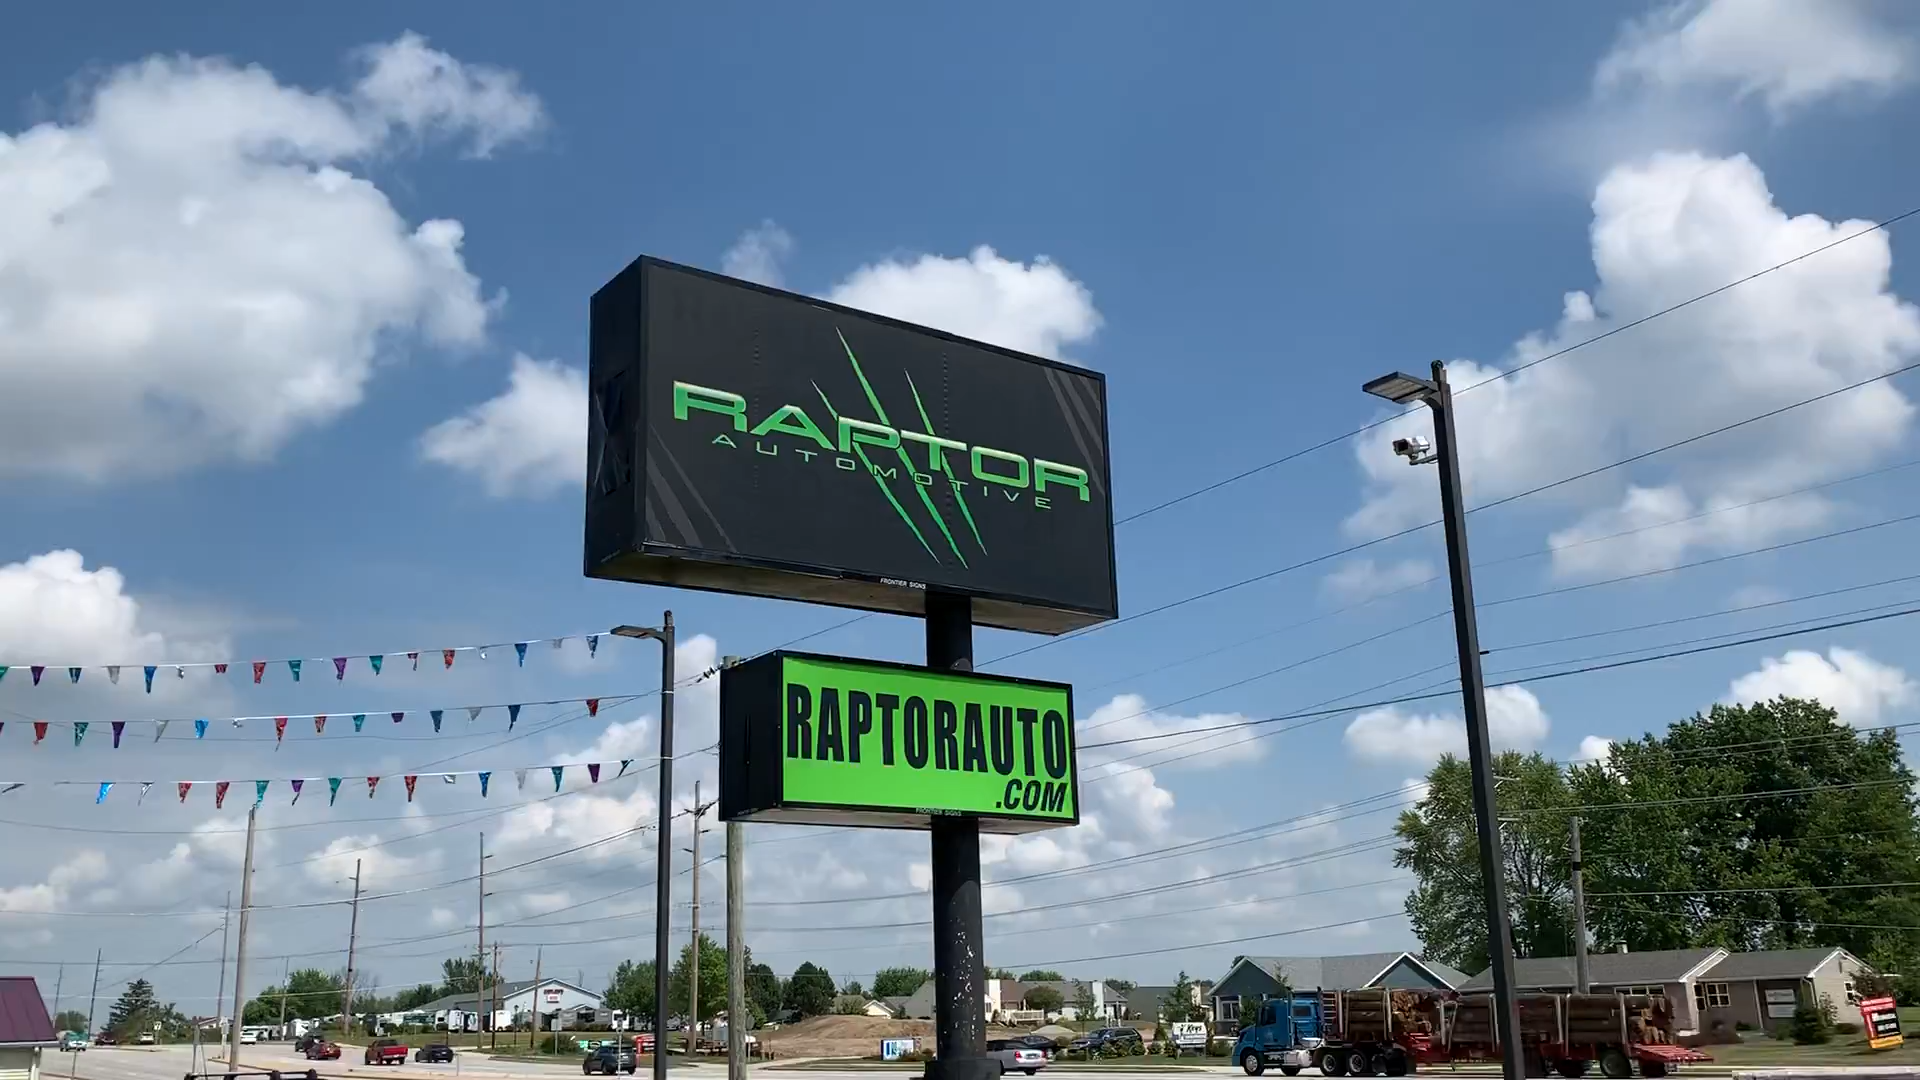 RAPTOR
AUTOMOTIVE
FRONTIER SIGNS
RAPTORAUTO
.COM
FRONTIER SIGNS